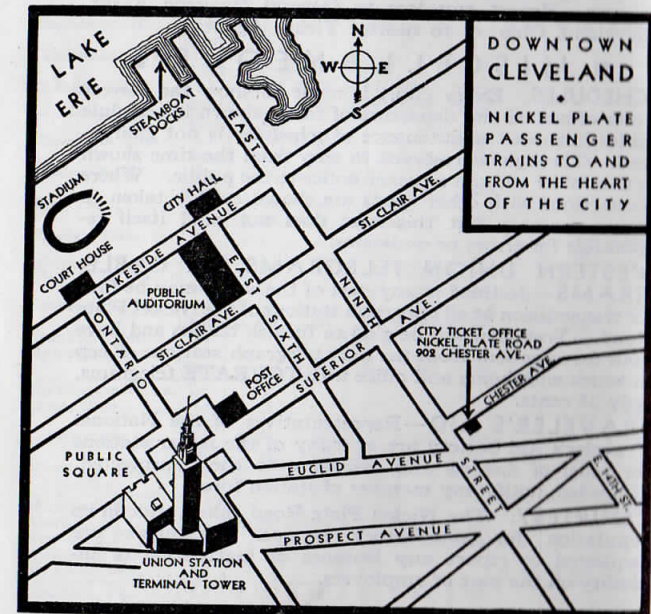 DOWNTOWN
CLEVELAND
•
NICKEL PLATE
PASSENGER
TRAINS TO AND
FROM THE HEART
OF THE CITY
LAKE
ERIE
N
W E
S
STEAMBOAT
DOCKS
STADIUM
CITY HALL
COURT HOUSE
LAKESIDE AVENUE
EAST NINTH STREET
ST. CLAIR AVE.
PUBLIC
AUDITORIUM
EAST SIXTH
ONTARIO
ST. CLAIR AVE.
SUPERIOR AVE.
POST
OFFICE
CITY TICKET OFFICE
NICKEL PLATE ROAD
902 CHESTER AVE.
CHESTER AVE.
PUBLIC
SQUARE
EUCLID AVENUE
E. 14TH ST.
PROSPECT AVENUE
UNION STATION
AND
TERMINAL TOWER